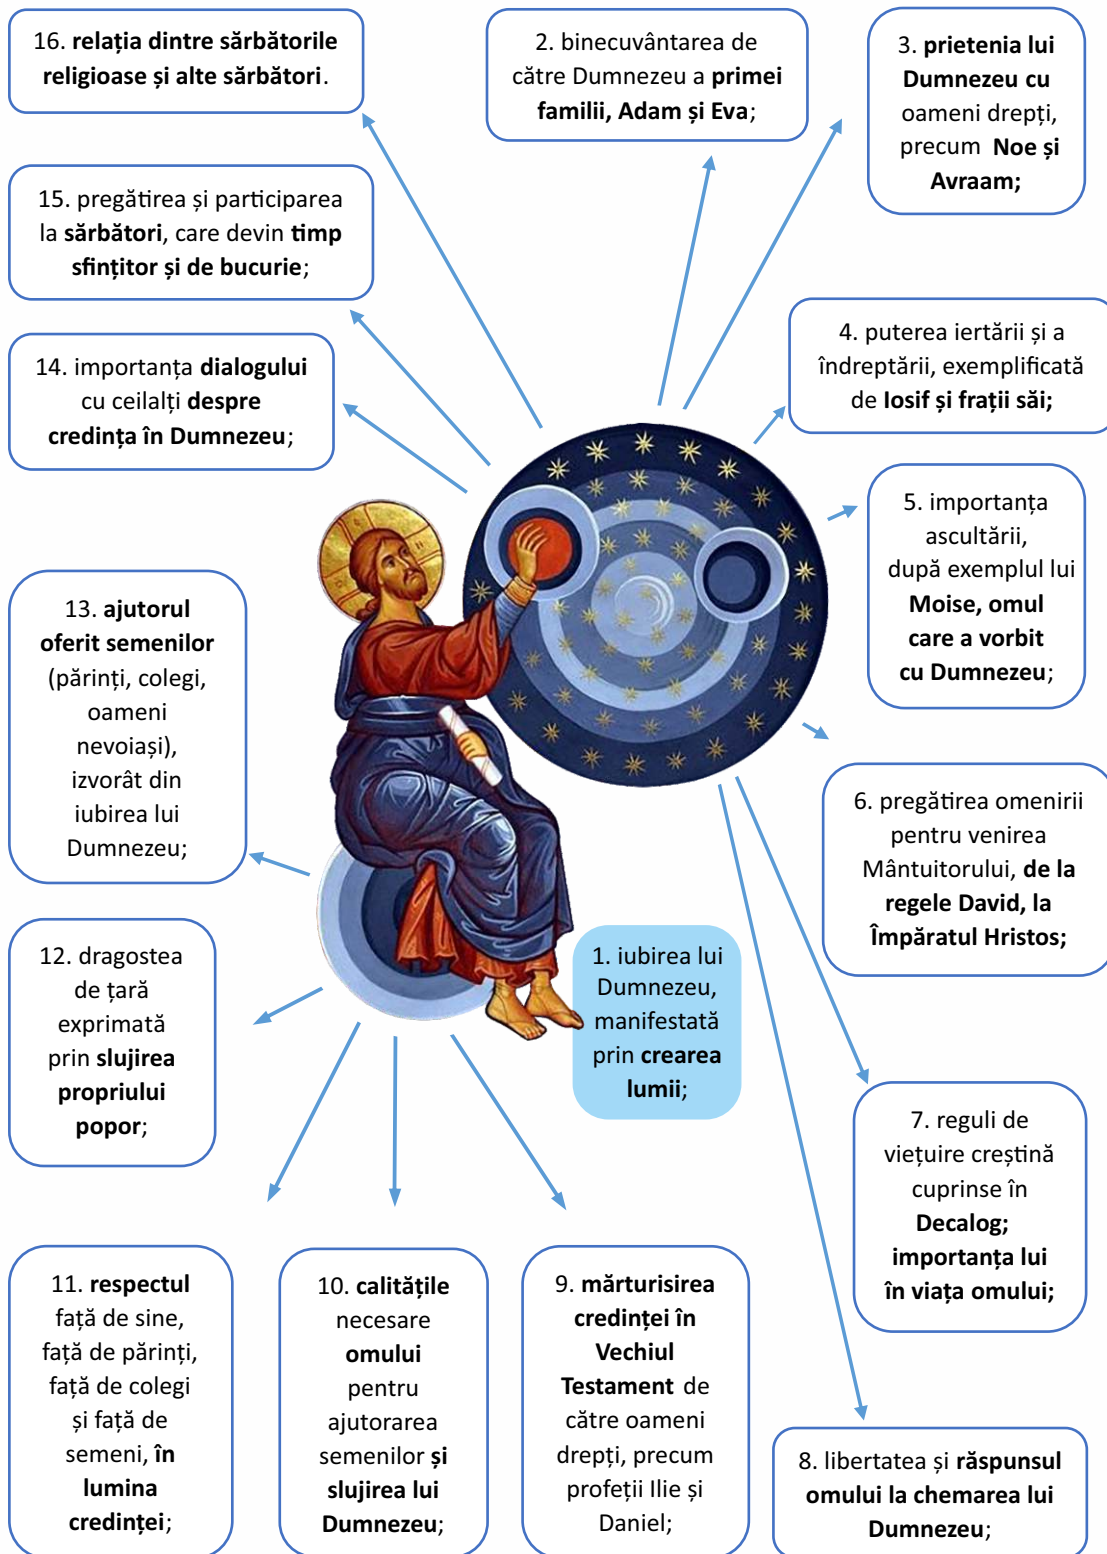 16. relația dintre sărbătorile
religioase și alte sărbători.
2. binecuvântarea de
către Dumnezeu a primei
familii, Adam și Eva;
3. prietenia lui
Dumnezeu cu
oameni drepți,
precum Noe și
Avraam;
15. pregătirea și participarea
la sărbători, care devin timp
sfințitor și de bucurie;
4. puterea iertării și a
îndreptării, exemplificată
de Iosif și frații săi;
14. importanța dialogului
cu ceilalți despre
credința în Dumnezeu;
5. importanța
ascultării,
după exemplul lui
Moise, omul
care a vorbit
cu Dumnezeu;
13. ajutorul
oferit semenilor
(părinți, colegi,
oameni
nevoiași),
izvorât din
iubirea lui
Dumnezeu;
6. pregătirea omenirii
pentru venirea
Mântuitorului, de la
regele David, la
Împăratul Hristos;
12. dragostea
de țară
exprimată
prin slujirea
propriului
popor;
1. iubirea lui
Dumnezeu,
manifestată
prin crearea
lumii;
7. reguli de
viețuire creștină
cuprinse în
Decalog;
importanța lui
în viața omului;
11. respectul
față de sine,
față de părinți,
față de colegi
și față de
semeni, în
lumina
credinței;
10. calitățile
necesare
omului
pentru
ajutorarea
semenilor și
slujirea lui
Dumnezeu;
9. mărturisirea
credinței în
Vechiul
Testament de
către oameni
drepți, precum
profeții Ilie și
Daniel;
8. libertatea și răspunsul
omului la chemarea lui
Dumnezeu;